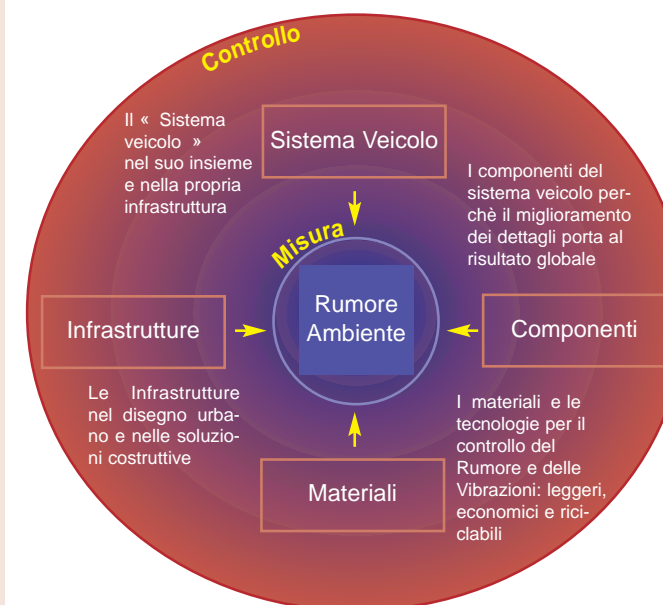 Controllo
Il « Sistema
veicolo »
nel suo insieme
e nella propria
infrastruttura
Sistema Veicolo
I componenti del
sistema veicolo per-
chè il miglioramento
dei dettagli porta al
risultato globale
Misura
Rumore
Ambiente
Infrastrutture
Componenti
Le Infrastrutture
nel disegno urba-
no e nelle soluzio-
ni costruttive
I materiali e le
tecnologie per il
controllo del
Rumore e delle
Vibrazioni: leggeri,
economici e rici-
clabili
Materiali